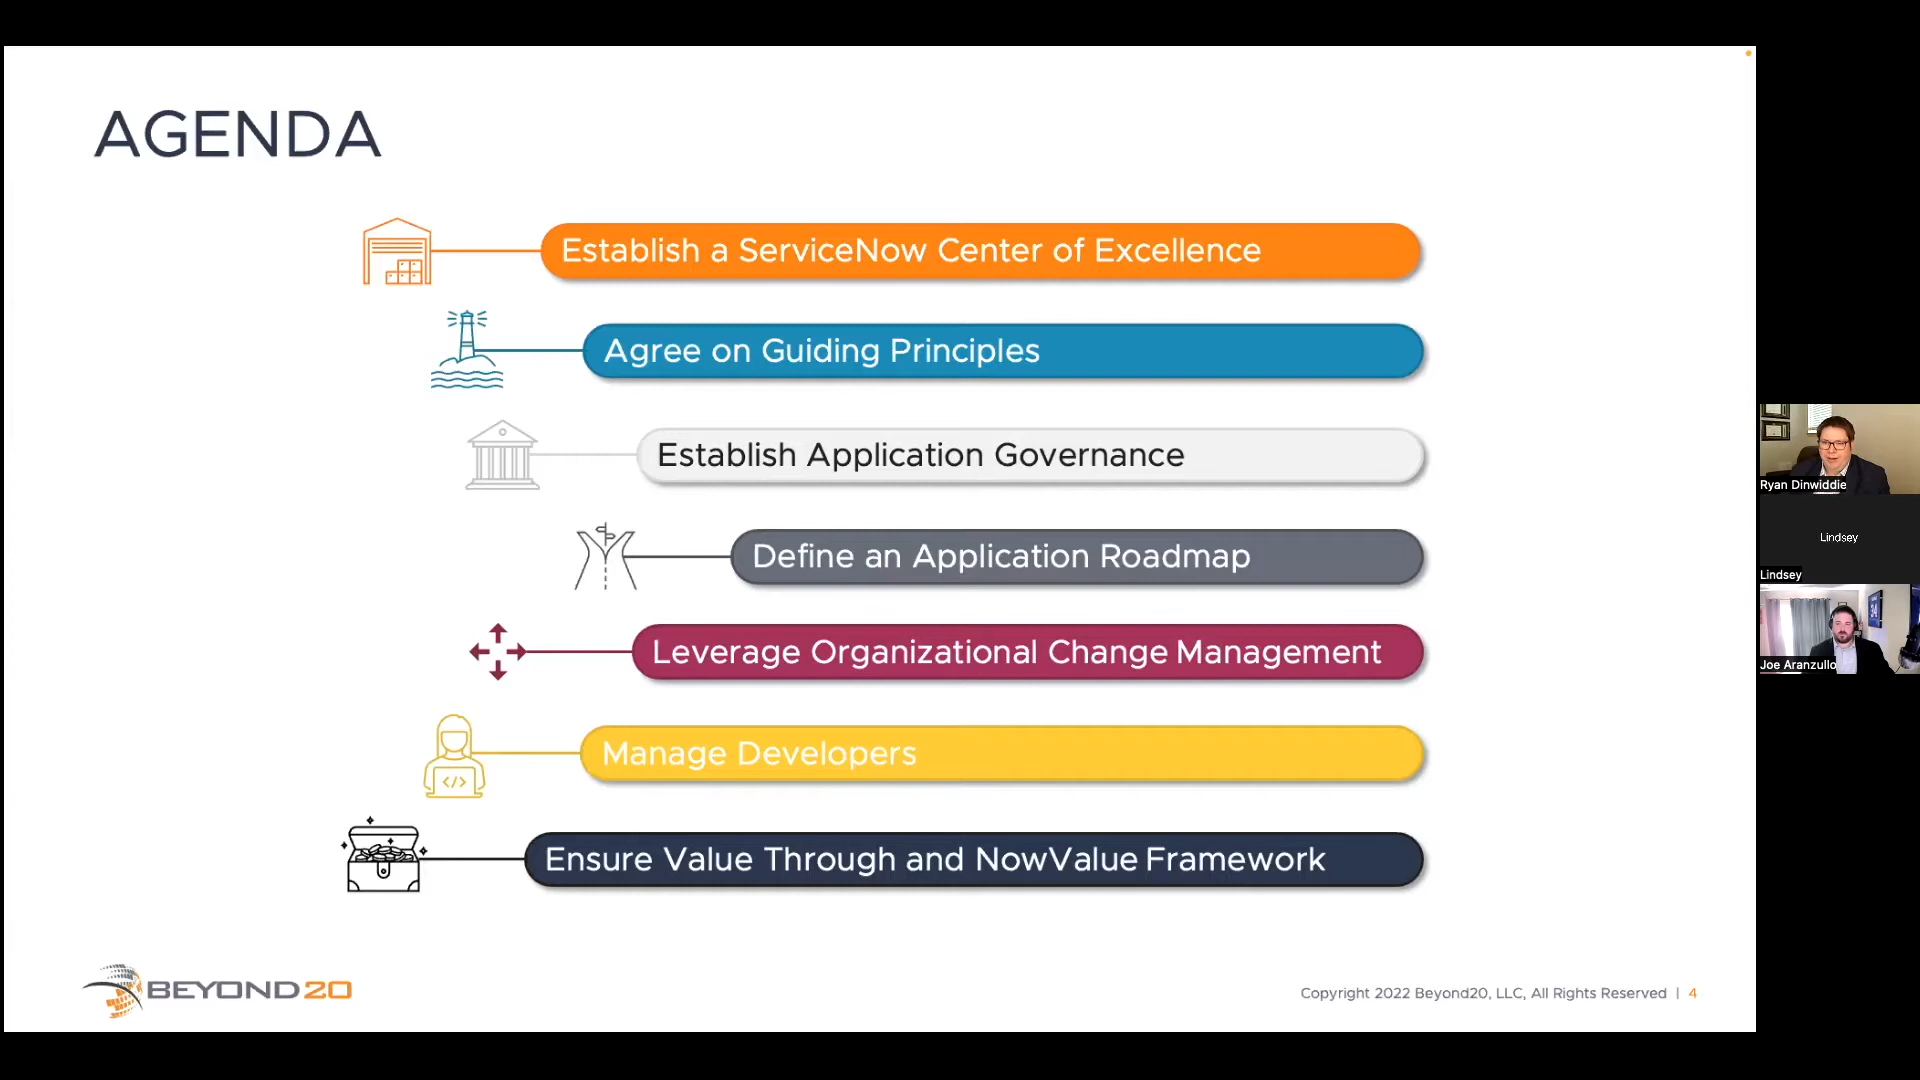 AGENDA
Establish a ServiceNow Center of Excellence
Agree on Guiding Principles
Establish Application Governance
Define an Application Roadmap
Leverage Organizational Change Management
Manage Developers
</>
Ensure Value Through and NowValue Framework
BEYOND20
Copyright 2022 Beyond20, LLC, All Rights Reserved | 4
Ryan Dinwiddie
Lindsey
Lindsey
Joe Aranzullo